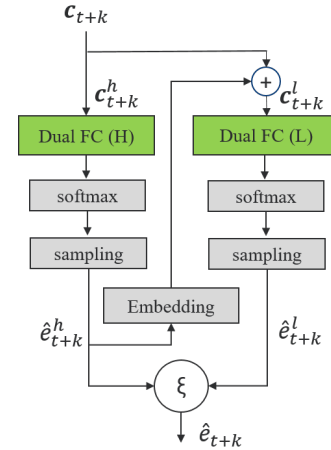 c_{t+k}
+
c^h_{t+k} c^l_{t+k}
Dual FC (H) Dual FC (L)
softmax softmax
sampling sampling
Embedding
ê^h_{t+k} ê^l_{t+k}
ξ
ê_{t+k}